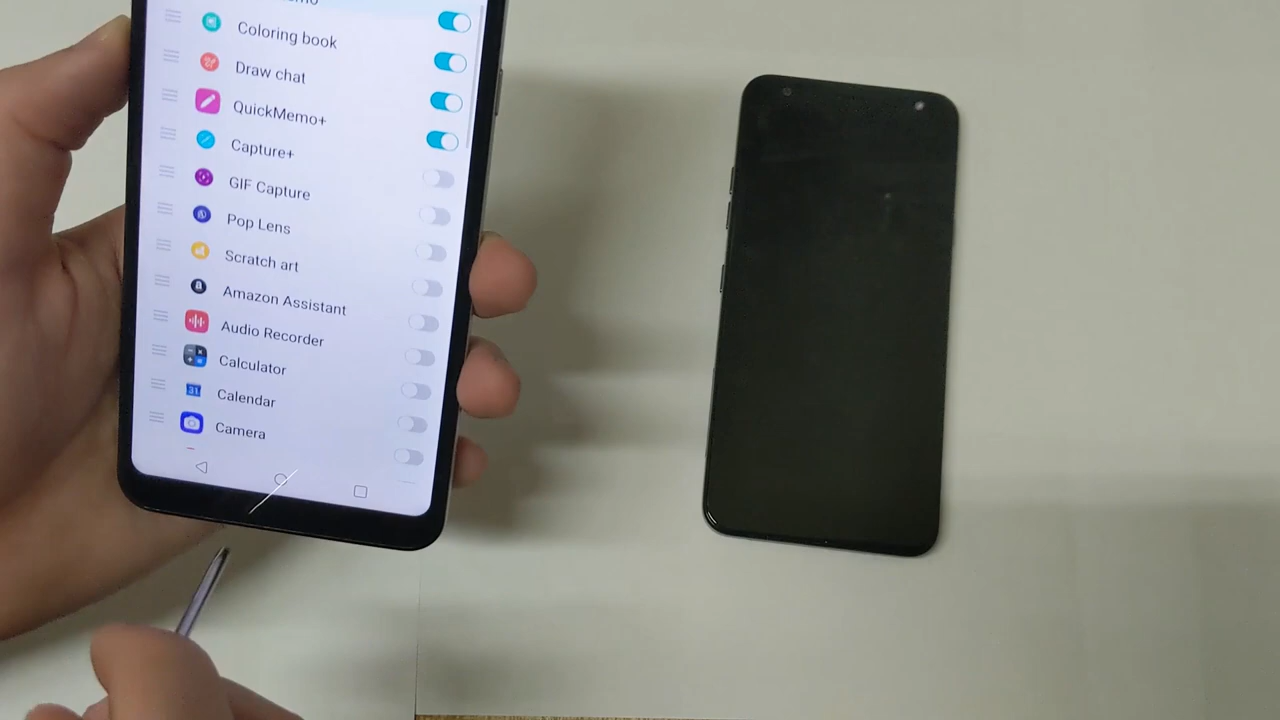 Coloring book
Draw chat
QuickMemo+
Capture+
GIF Capture
Pop Lens
Scratch art
Amazon Assistant
Audio Recorder
Calculator
31
Calendar
Camera